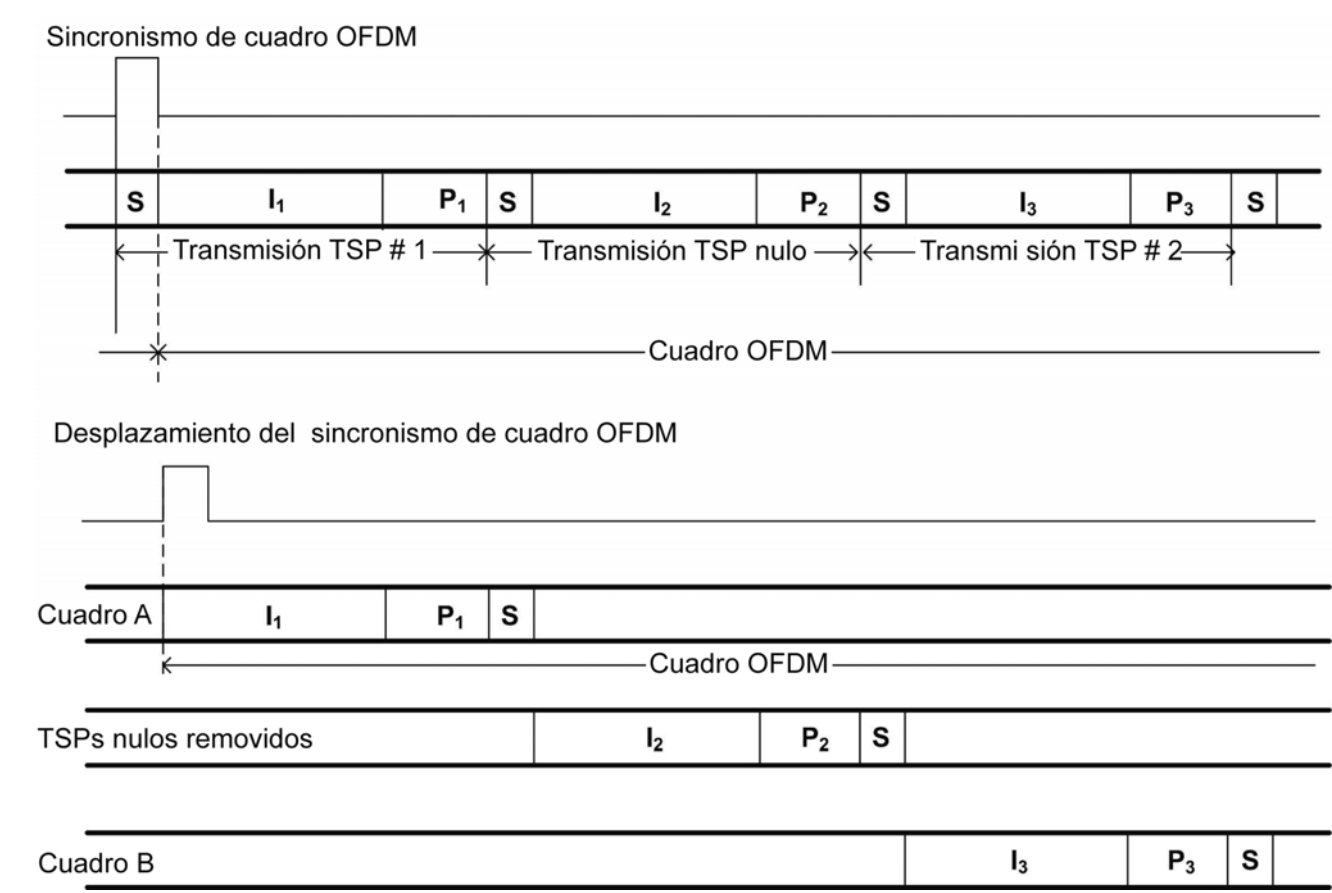 Sincronismo de cuadro OFDM
S I₁ P₁ S I₂ P₂ S I₃ P₃ S
Transmisión TSP # 1 Transmisión TSP nulo Transmi sión TSP # 2
Cuadro OFDM
Desplazamiento del sincronismo de cuadro OFDM
Cuadro A I₁ P₁ S
Cuadro OFDM
TSPs nulos removidos I₂ P₂ S
Cuadro B I₃ P₃ S